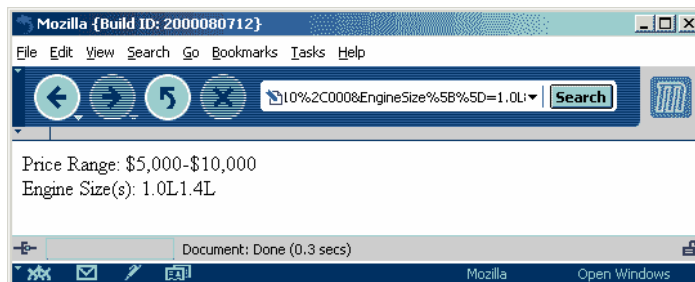 Mozilla {Build ID: 2000080712}
File Edit View Search Go Bookmarks Tasks Help
10%2C000&EngineSize%5B%5D=1.0L Search
Price Range: $5,000-$10,000
Engine Size(s): 1.0L1.4L
Document: Done (0.3 secs)
Mozilla Open Windows